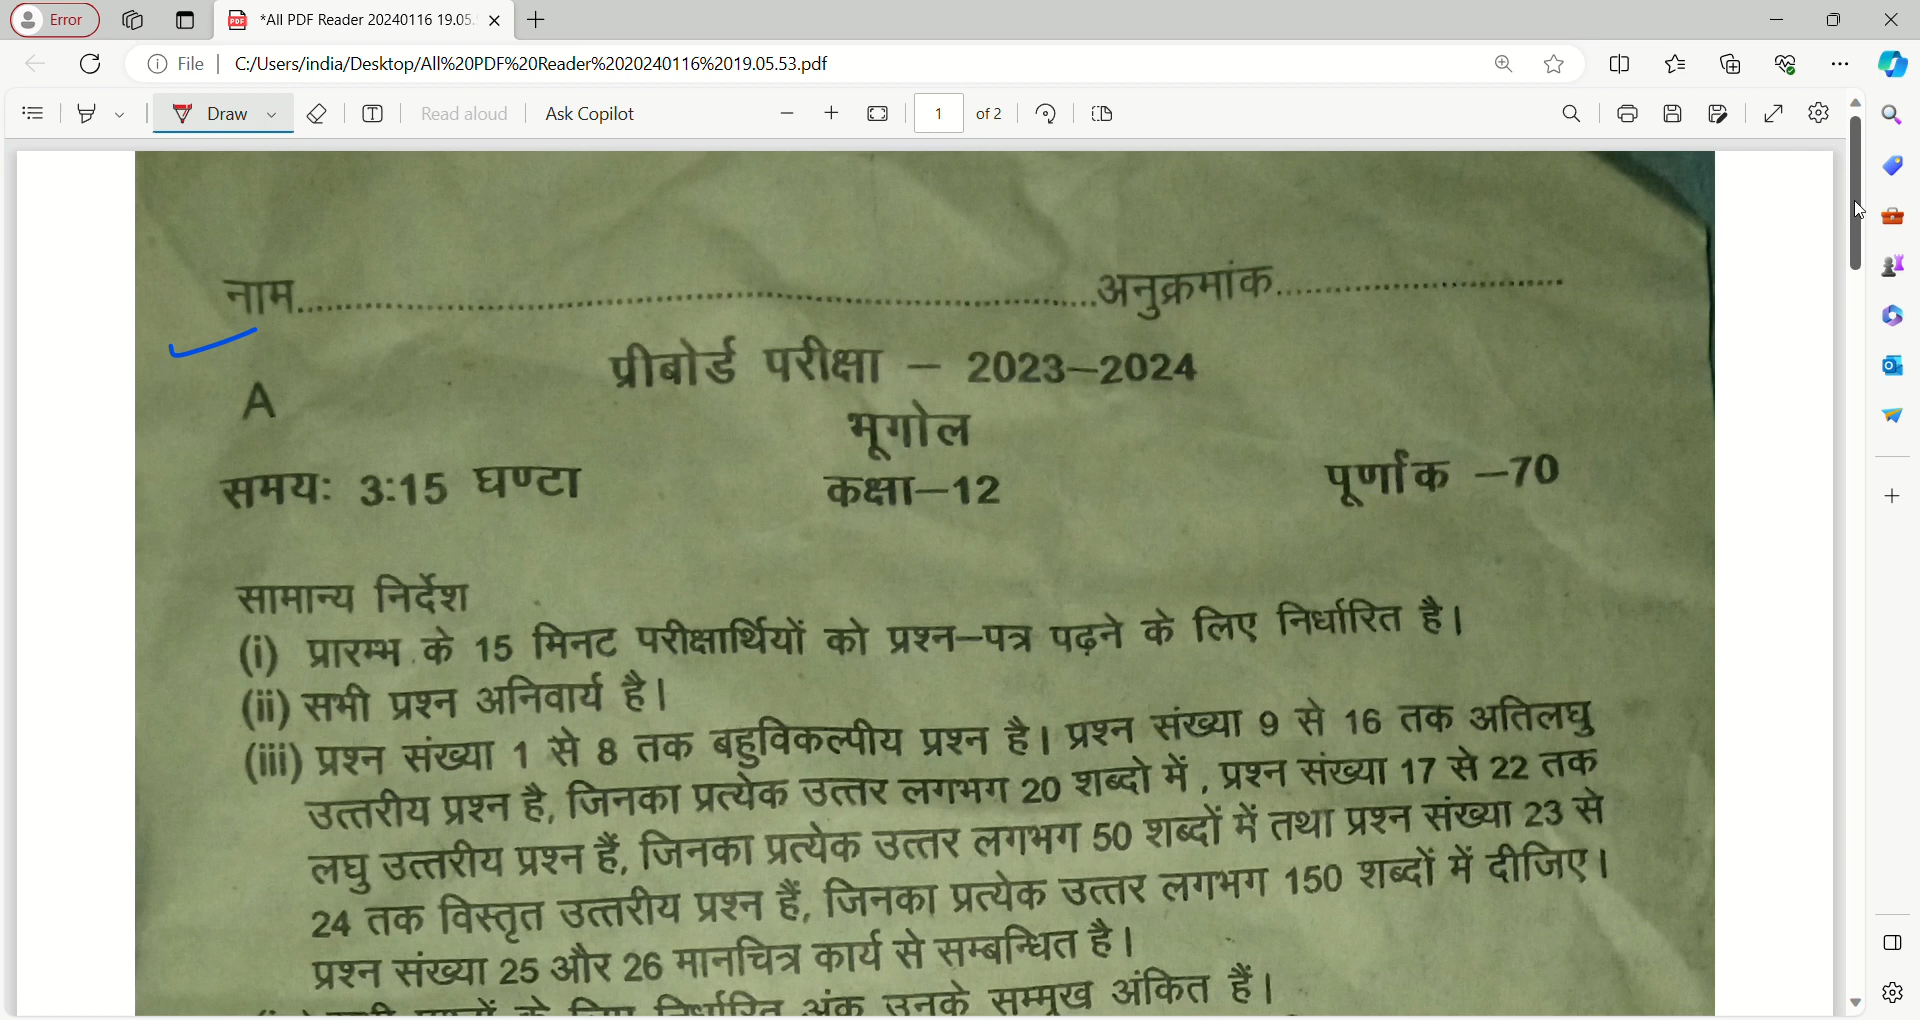 Error
*All PDF Reader 20240116 19.05.
File
C:/Users/india/Desktop/All%20PDF%20Reader%2020240116%2019.05.53.pdf
Draw
Read aloud
Ask Copilot
1 of 2
नाम.............अनुक्रमांक.............
प्रीबोर्ड परीक्षा – 2023–2024
A
भूगोल
समयः 3:15 घण्टा कक्षा–12 पूर्णांक –70
सामान्य निर्देश
(i) प्रारम्भ के 15 मिनट परीक्षार्थियों को प्रश्न–पत्र पढ़ने के लिए निर्धारित है।
(ii) सभी प्रश्न अनिवार्य है।
(iii) प्रश्न संख्या 1 से 8 तक बहुविकल्पीय प्रश्न है। प्रश्न संख्या 9 से 16 तक अतिलघु
उत्तरीय प्रश्न है, जिनका प्रत्येक उत्तर लगभग 20 शब्दो में , प्रश्न संख्या 17 से 22 तक
लघु उत्तरीय प्रश्न हैं, जिनका प्रत्येक उत्तर लगभग 50 शब्दों में तथा प्रश्न संख्या 23 से
24 तक विस्तृत उत्तरीय प्रश्न हैं, जिनका प्रत्येक उत्तर लगभग 150 शब्दों में दीजिए।
प्रश्न संख्या 25 और 26 मानचित्र कार्य से सम्बन्धित है।
के लिए निर्धारित अंक उनके सम्मुख अंकित हैं।